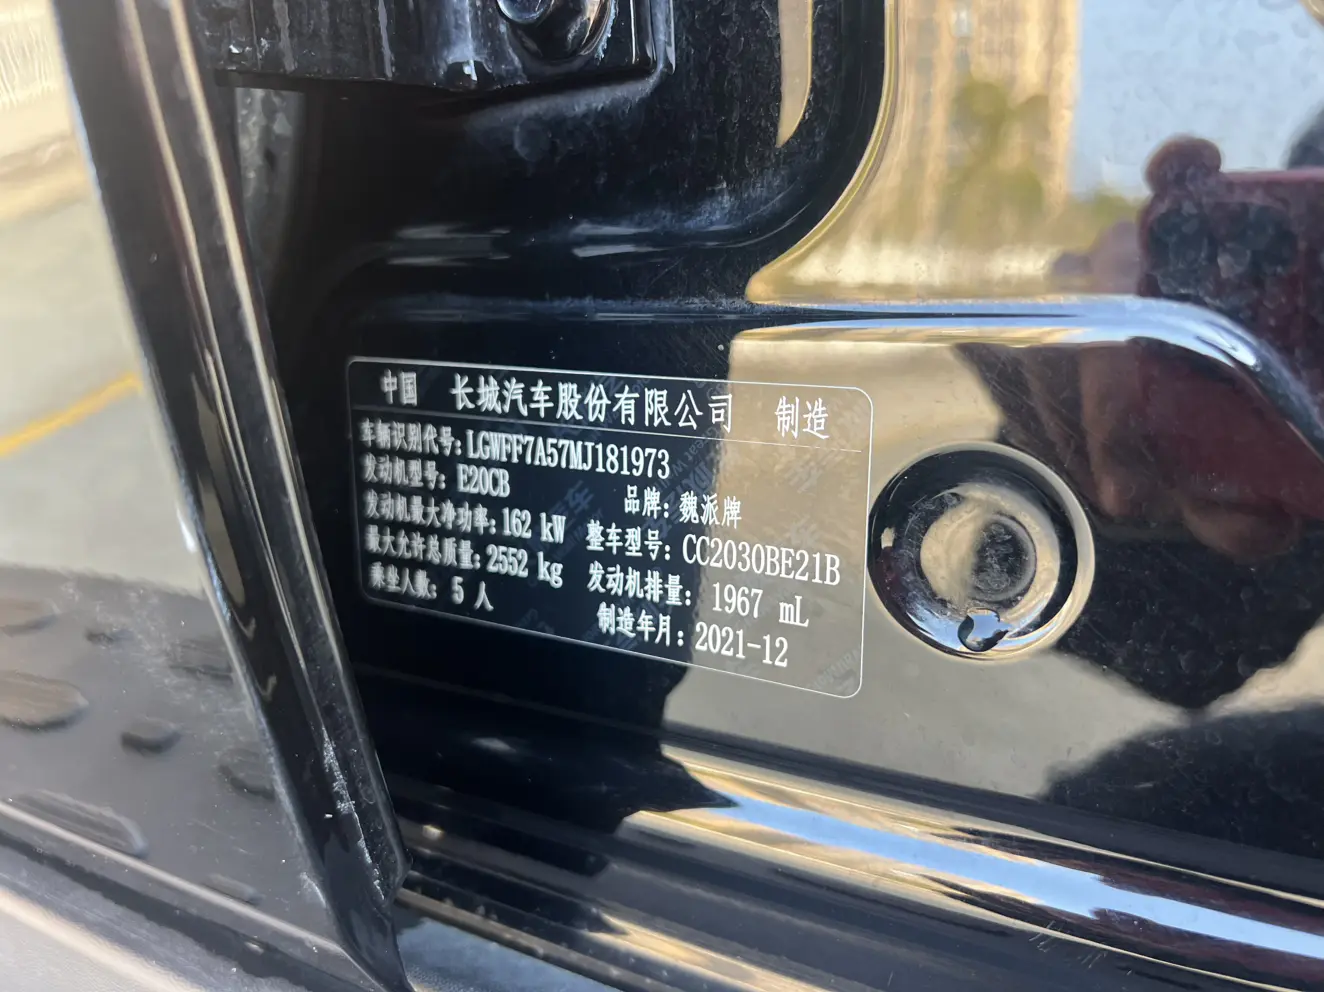 中国 长城汽车股份有限公司 制造
车辆识别代号: LGWFF7A57MJ181973
发动机型号: E20CB 品牌: 魏派牌
发动机最大净功率: 162 kW 整车型号: CC2030BE21B
最大允许总质量: 2552 kg 发动机排量: 1967 mL
乘坐人数: 5 人 制造年月: 2021-12